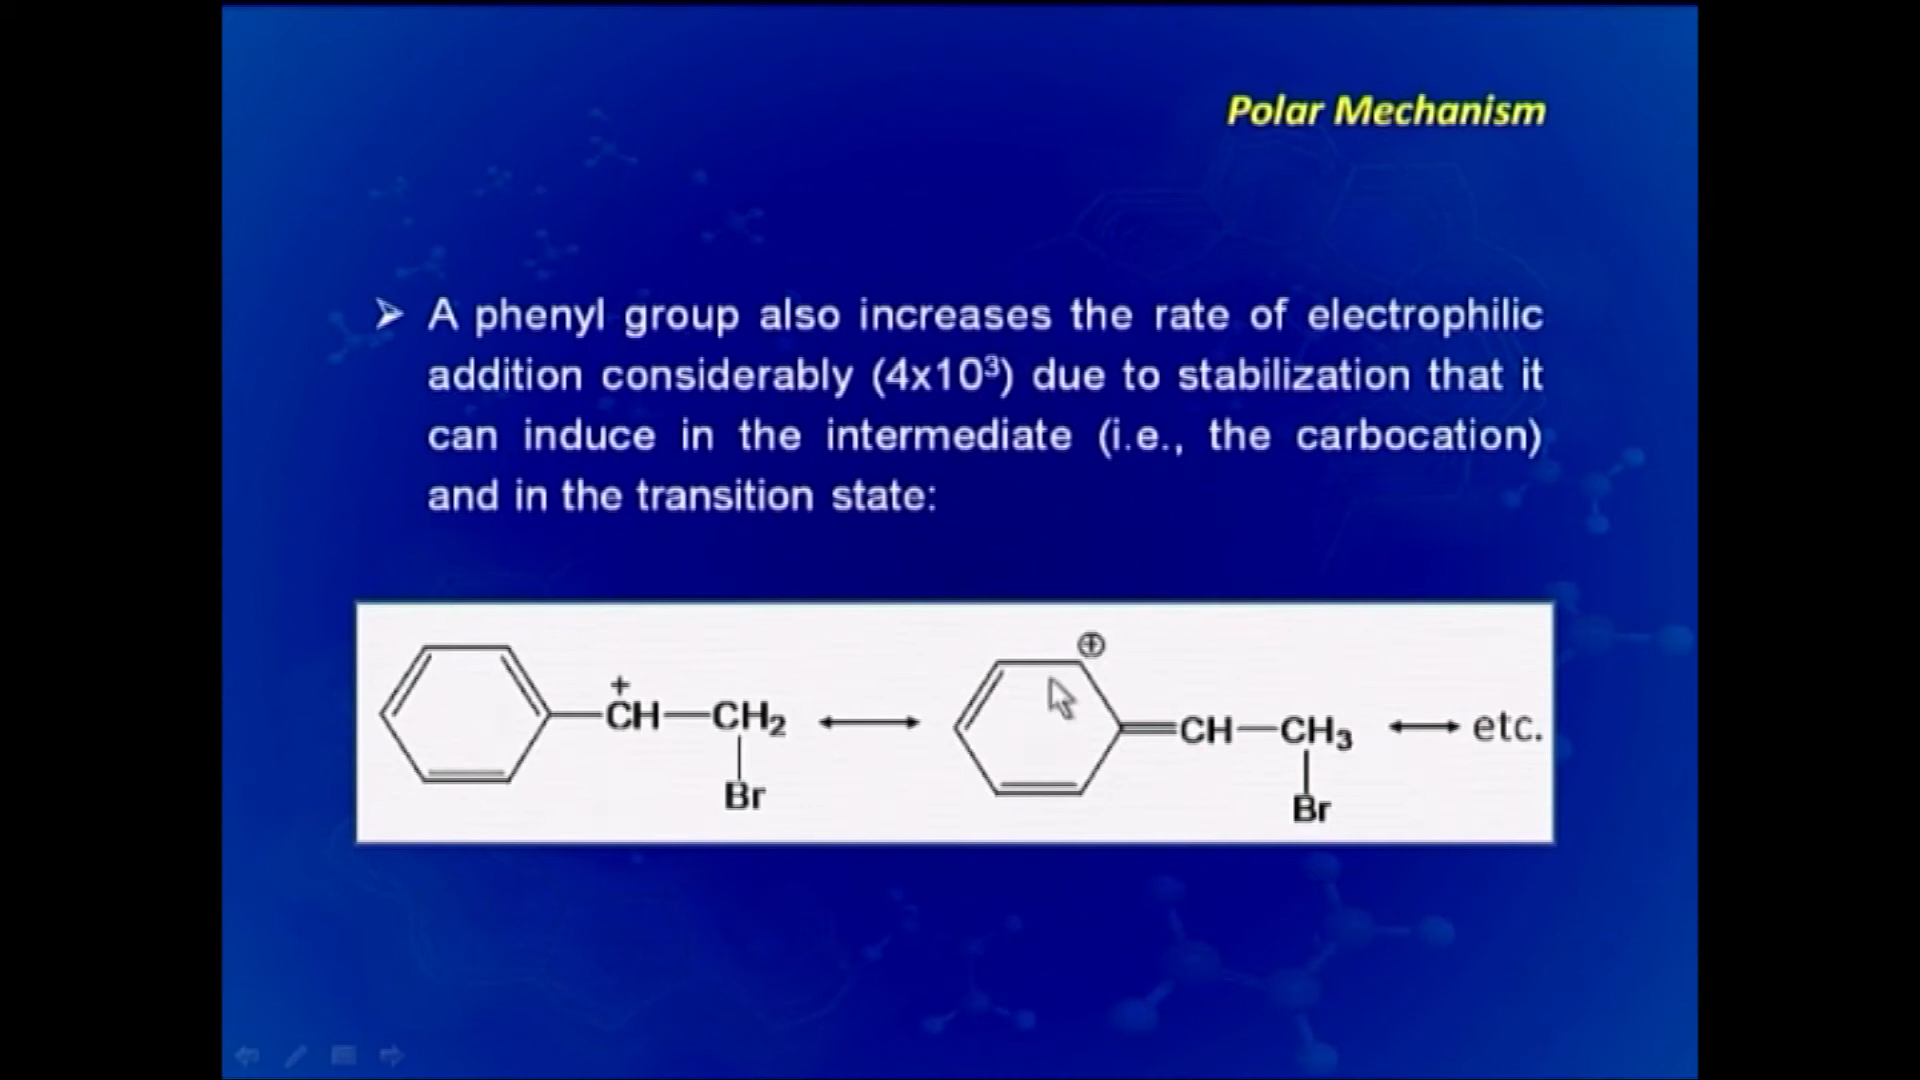 Polar Mechanism
➢ A phenyl group also increases the rate of electrophilic
addition considerably (4x10³) due to stabilization that it
can induce in the intermediate (i.e., the carbocation)
and in the transition state:
+
CH—CH₂
Br
⊕
CH—CH₃
Br
etc.